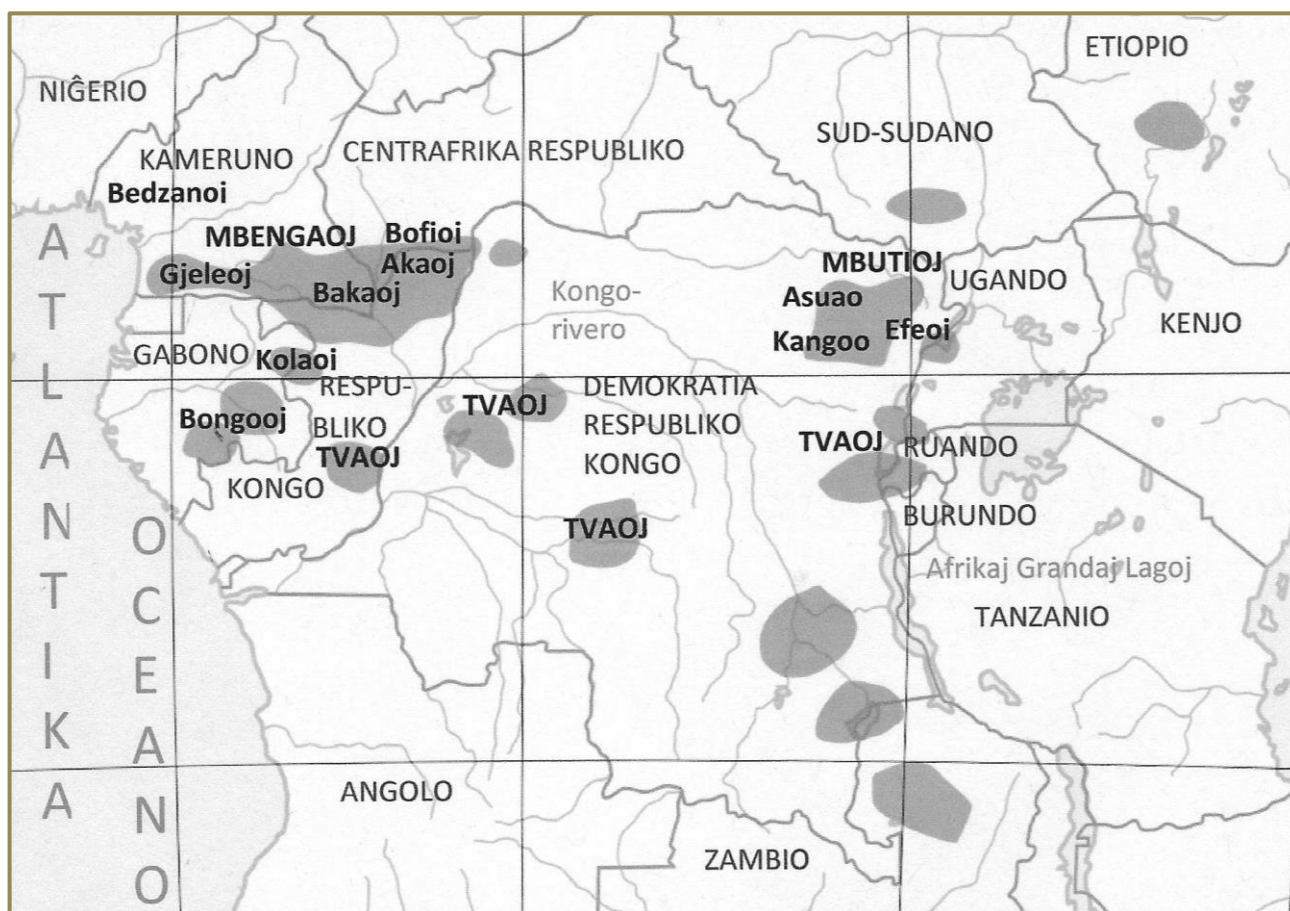 ETIOPIO
NIĜERIO
SUD-SUDANO
KAMERUNO
CENTRAFRIKA RESPUBLIKO
Bedzanoi
MBENGAOJ
Bofioi
Akaoj
Gjeleoj
Bakaoj
MBUTIOJ
UGANDO
Asuao
Kongo-
rivero
KENJO
Efeoi
Kangoo
GABONO
Kolaoi
RESPU-
BLIKO
KONGO
DEMOKRATIA
RESPUBLIKO
KONGO
TVAOJ
Bongooj
TVAOJ
TVAOJ
RUANDO
TVAOJ
BURUNDO
Afrikaj Grandaj Lagoj
TANZANIO
ANGOLO
ZAMBIO
ATLANTIKA
OCEANO